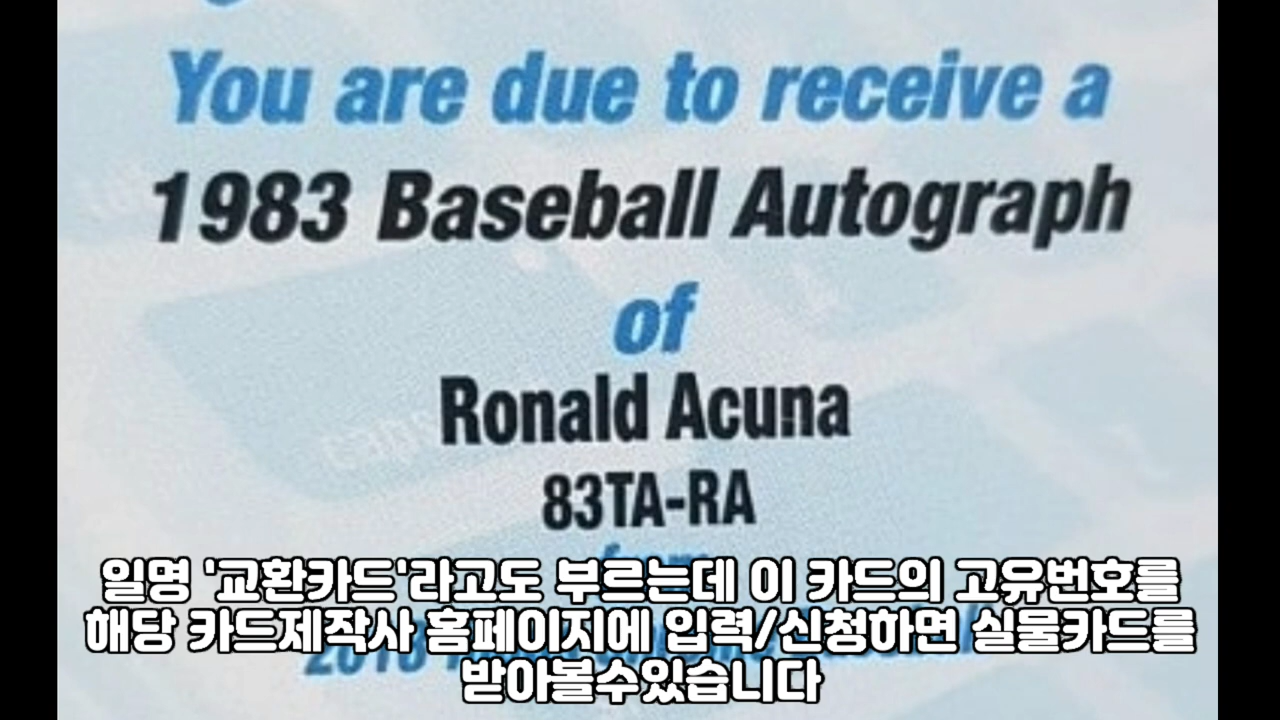 You are due to receive a
1983 Baseball Autograph
of
Ronald Acuna
83TA-RA
from
일명 '교환카드'라고도 부르는데 이 카드의 고유번호를
해당 카드제작사 홈페이지에 입력/신청하면 실물카드를
받아볼수있습니다